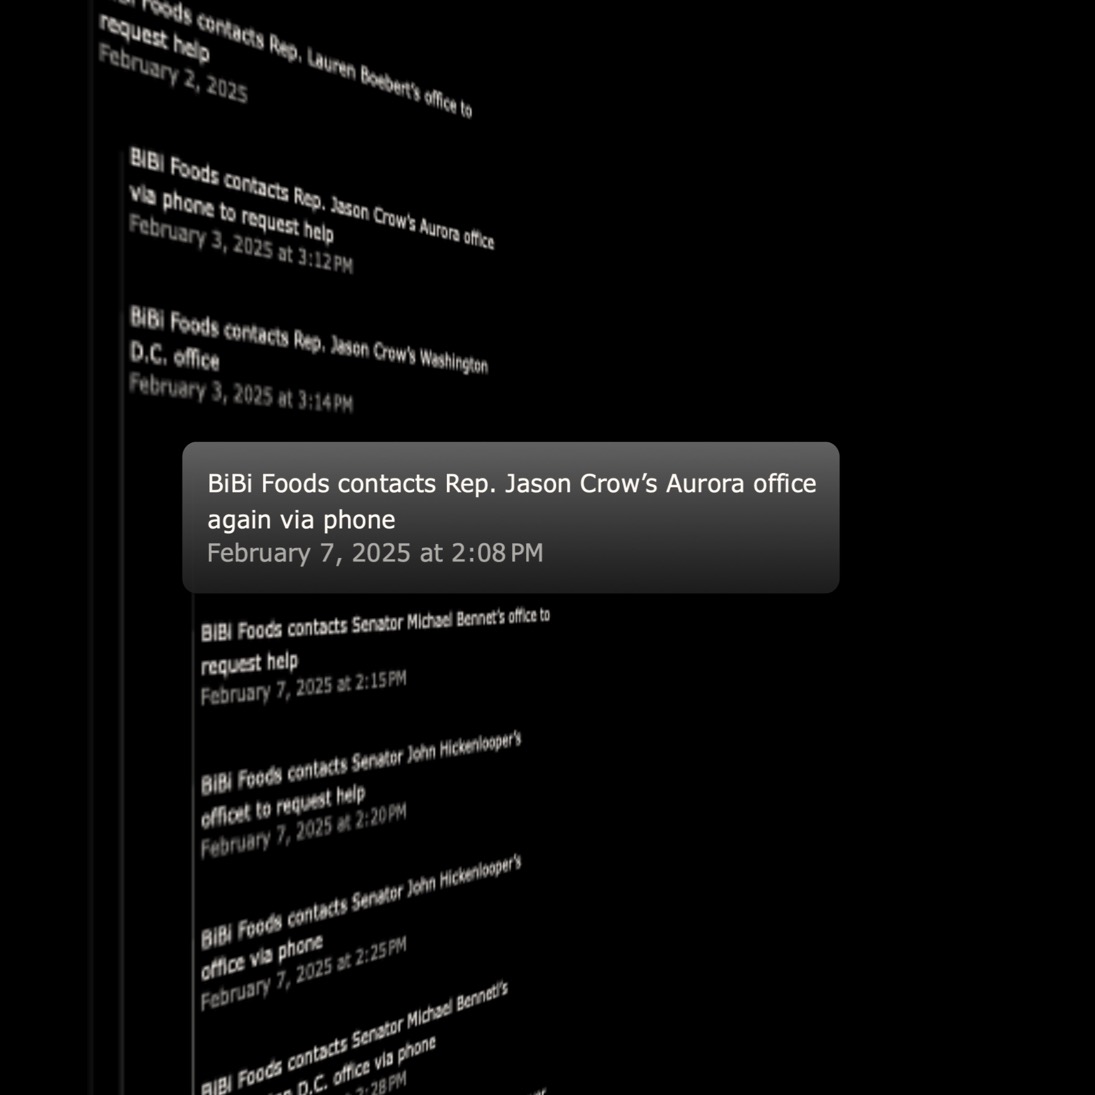 Foods contacts Rep. Lauren Boebert's office to
request help
February 2, 2025
BiBi Foods contacts Rep. Jason Crow's Aurora office
via phone to request help
February 3, 2025 at 3:12 PM
BiBi Foods contacts Rep. Jason Crow's Washington
D.C. office
February 3, 2025 at 3:14 PM
BiBi Foods contacts Rep. Jason Crow’s Aurora office
again via phone
February 7, 2025 at 2:08 PM
BiBi Foods contacts Senator Michael Bennet's office to
request help
February 7, 2025 at 2:15 PM
BiBi Foods contacts Senator John Hickenlooper's
officet to request help
February 7, 2025 at 2:20 PM
BiBi Foods contacts Senator John Hickenlooper's
office via phone
February 7, 2025 at 2:25 PM
BiBi Foods contacts Senator Michael Bennett's
D.C. office via phone
:28 PM